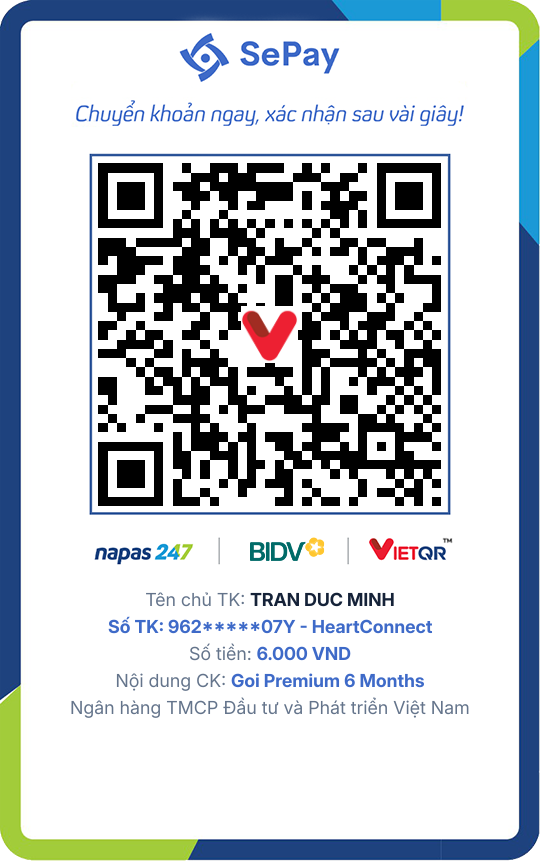 SePay
Chuyển khoản ngay, xác nhận sau vài giây!
napas 247 | BIDV | VIETQR™
Tên chủ TK: TRAN DUC MINH
Số TK: 962*****07Y - HeartConnect
Số tiền: 6.000 VND
Nội dung CK: Goi Premium 6 Months
Ngân hàng TMCP Đầu tư và Phát triển Việt Nam